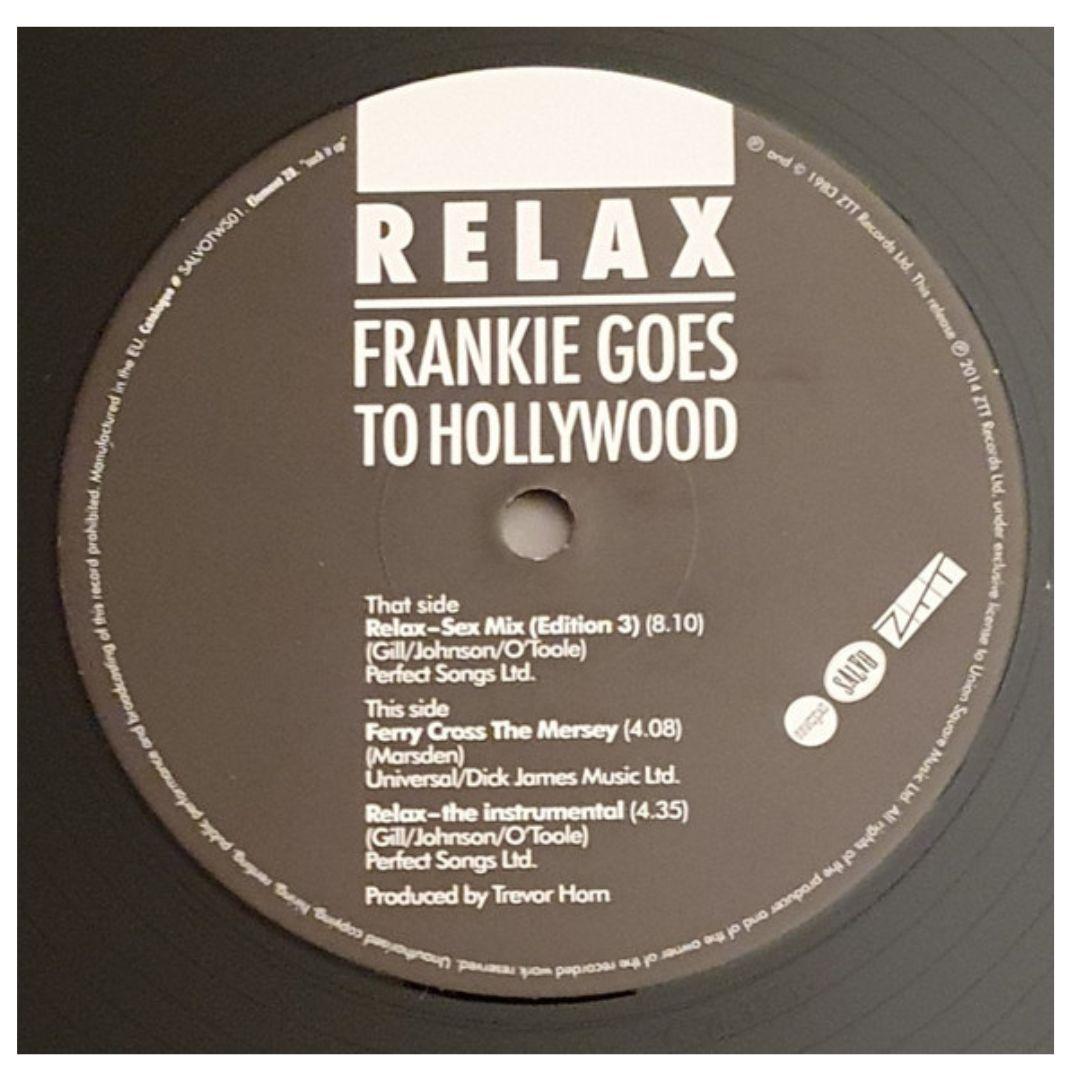 RELAX
FRANKIE GOES
TO HOLLYWOOD
That side
Relax–Sex Mix (Edition 3) (8.10)
(Gill/Johnson/O'Toole)
Perfect Songs Ltd.
This side
Ferry Cross The Mersey (4.08)
(Marsden)
Universal/Dick James Music Ltd.
Relax–the instrumental (4.35)
(Gill/Johnson/O'Toole)
Perfect Songs Ltd.
Produced by Trevor Horn
SALVO
ZTT
℗ and © 1983 ZTT Records Ltd. This release ℗ 2014 ZTT Records Ltd, under exclusive license to Union Square Music Ltd. All rights of the producer and of the owner of the recorded work reserved. Unauthorised copying, hiring, renting, public performance and broadcasting of this record prohibited. Manufactured in the EU. Catalogue # SALVOTWS01. Element 28. "suck it up"